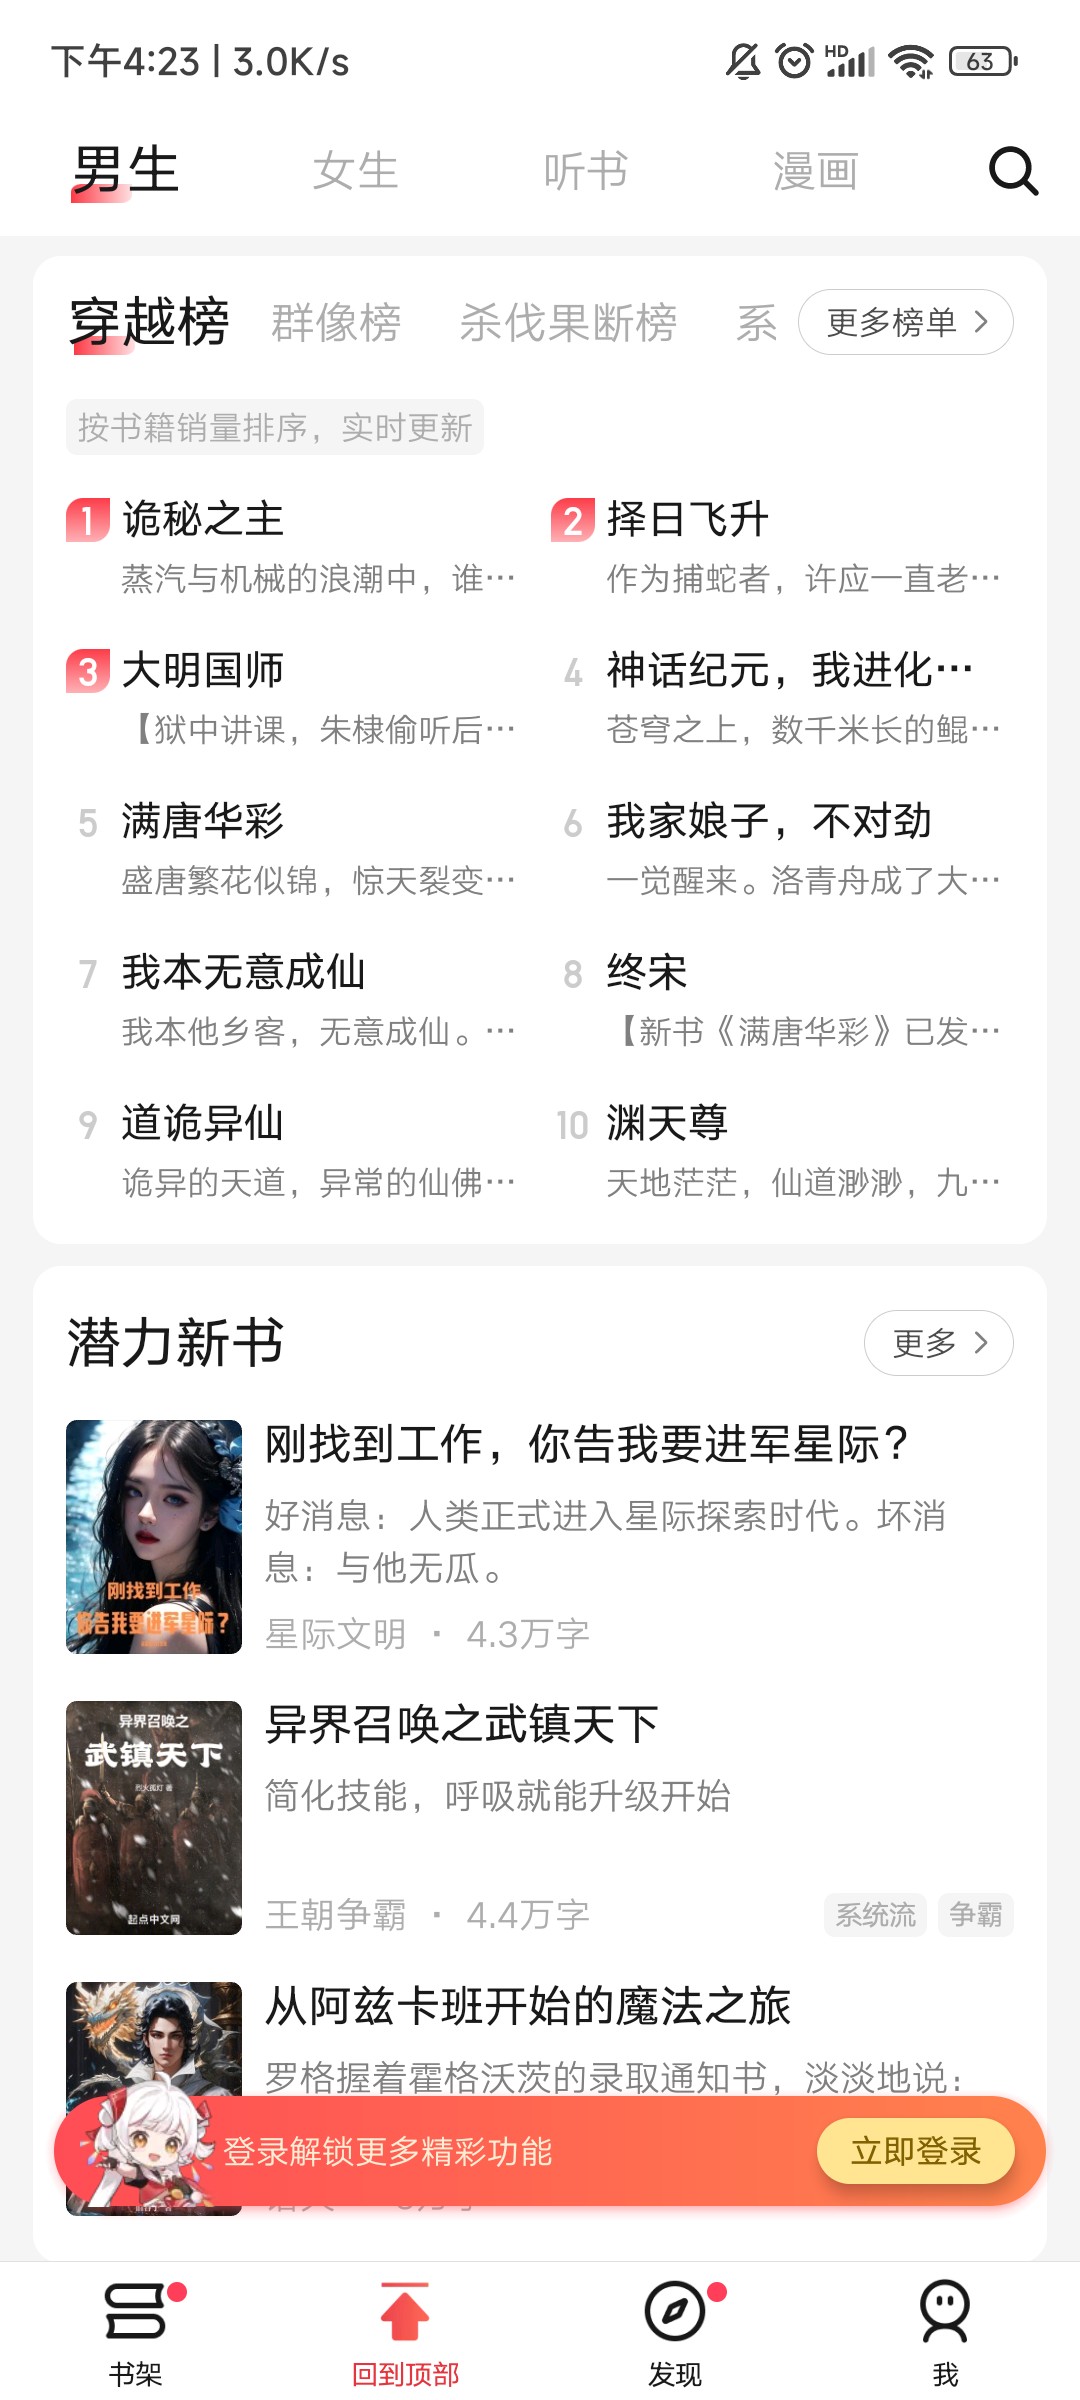 下午4:23 | 3.0K/s
HD
63
男生
女生
听书
漫画
穿越榜
群像榜
杀伐果断榜
系
更多榜单
按书籍销量排序，实时更新
1 诡秘之主
蒸汽与机械的浪潮中，谁…
2 择日飞升
作为捕蛇者，许应一直老…
3 大明国师
【狱中讲课，朱棣偷听后…
4 神话纪元，我进化…
苍穹之上，数千米长的鲲…
5 满唐华彩
盛唐繁花似锦，惊天裂变…
6 我家娘子，不对劲
一觉醒来。洛青舟成了大…
7 我本无意成仙
我本他乡客，无意成仙。…
8 终宋
【新书《满唐华彩》已发…
9 道诡异仙
诡异的天道，异常的仙佛…
10 渊天尊
天地茫茫，仙道渺渺，九…
潜力新书
更多
刚找到工作
你告我要进军星际？
刚找到工作，你告我要进军星际？
好消息：人类正式进入星际探索时代。坏消
息：与他无瓜。
星际文明 · 4.3万字
异界召唤之
武镇天下
烈火孤灯 著
起点中文网
异界召唤之武镇天下
简化技能，呼吸就能升级开始
王朝争霸 · 4.4万字
系统流
争霸
从阿兹卡班开始的魔法之旅
罗格握着霍格沃茨的录取通知书，淡淡地说：
登录解锁更多精彩功能
立即登录
书架
回到顶部
发现
我